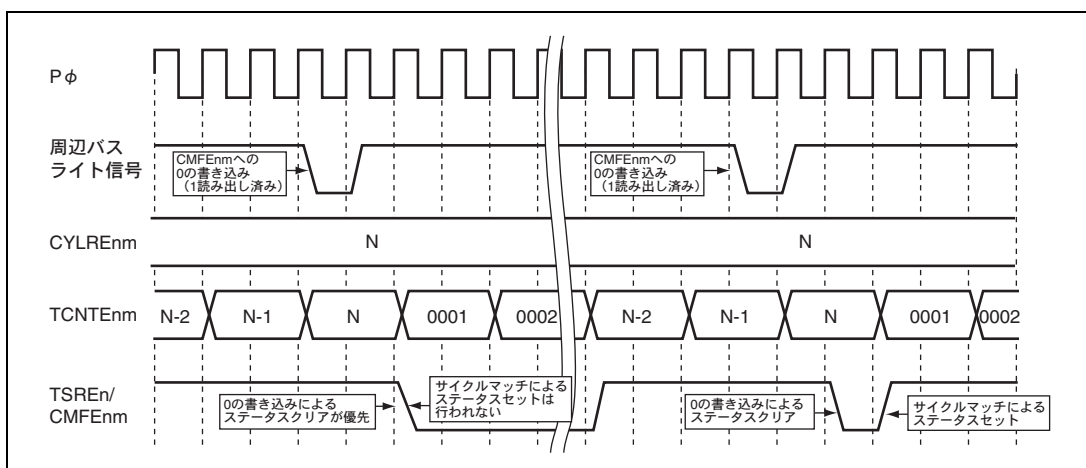 Pφ
周辺バス
ライト信号
CMFEnmへの
0の書き込み
（1読み出し済み）
CMFEnmへの
0の書き込み
（1読み出し済み）
CYLREnm
N
N
TCNTEnm
N-2
N-1
N
0001
0002
N-2
N-1
N
0001
0002
TSREn/
CMFEnm
0の書き込みによる
ステータスクリアが優先
サイクルマッチによる
ステータスセットは
行われない
0の書き込みによる
ステータスクリア
サイクルマッチによる
ステータスセット